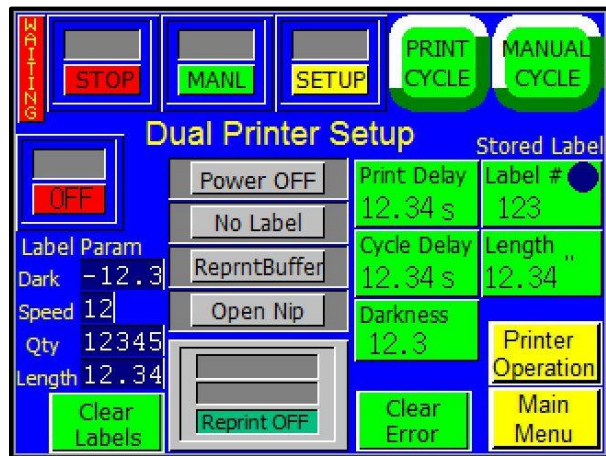 WAITING
STOP
MANL
SETUP
PRINT
CYCLE
MANUAL
CYCLE
Dual Printer Setup
Stored Label
OFF
Power OFF
No Label
ReprntBuffer
Open Nip
Print Delay
12.34 s
Label #
123
Cycle Delay
12.34 s
Length "
12.34
Darkness
12.3
Label Param
Dark -12.3
Speed 12
Qty 12345
Length 12.34
Clear
Labels
Reprint OFF
Clear
Error
Printer
Operation
Main
Menu